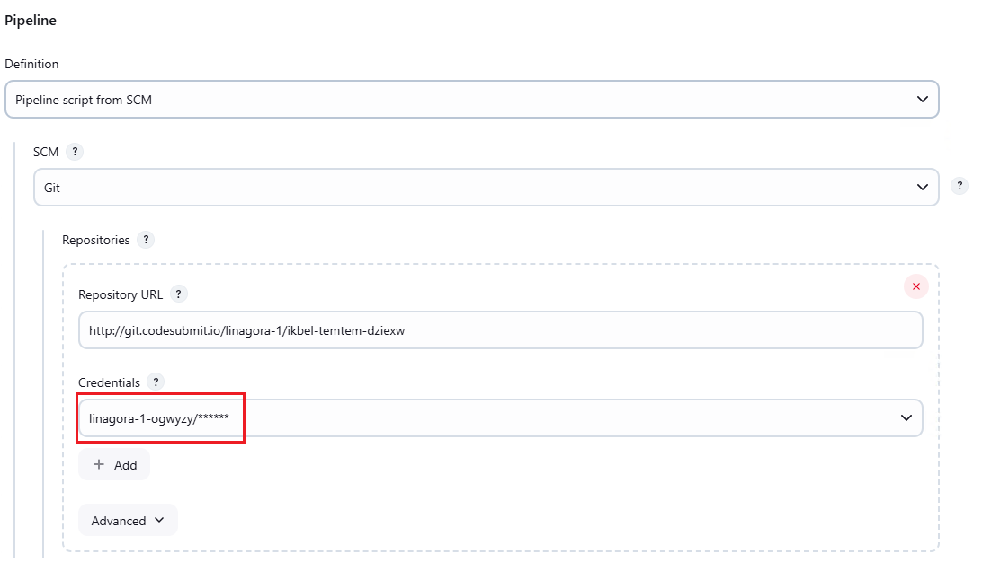 Pipeline
Definition
Pipeline script from SCM
SCM ?
Git
?
Repositories ?
Repository URL ?
http://git.codesubmit.io/linagora-1/ikbel-temtem-dziexw
Credentials ?
linagora-1-ogwyzy/******
+ Add
Advanced